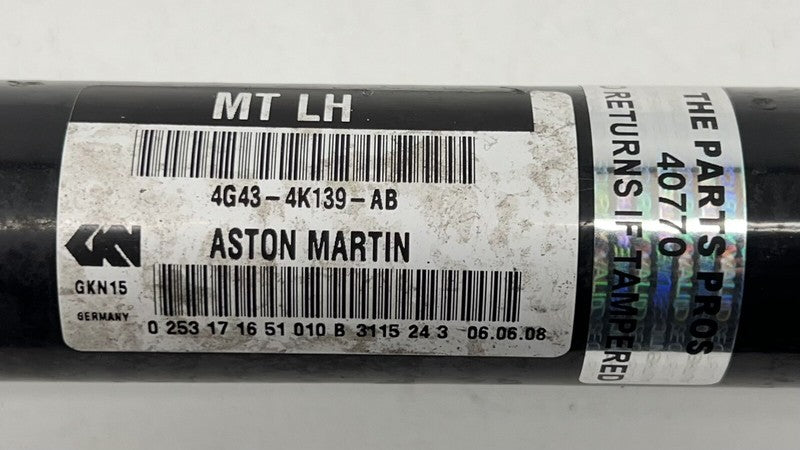 MT LH
4G43-4K139-AB
GKN
ASTON MARTIN
GKN15
GERMANY
0 253 17 16 51 010 B 3115 24 3 06.06.08
THE PARTS PROS
40770
RETURNS IF TAMPERED